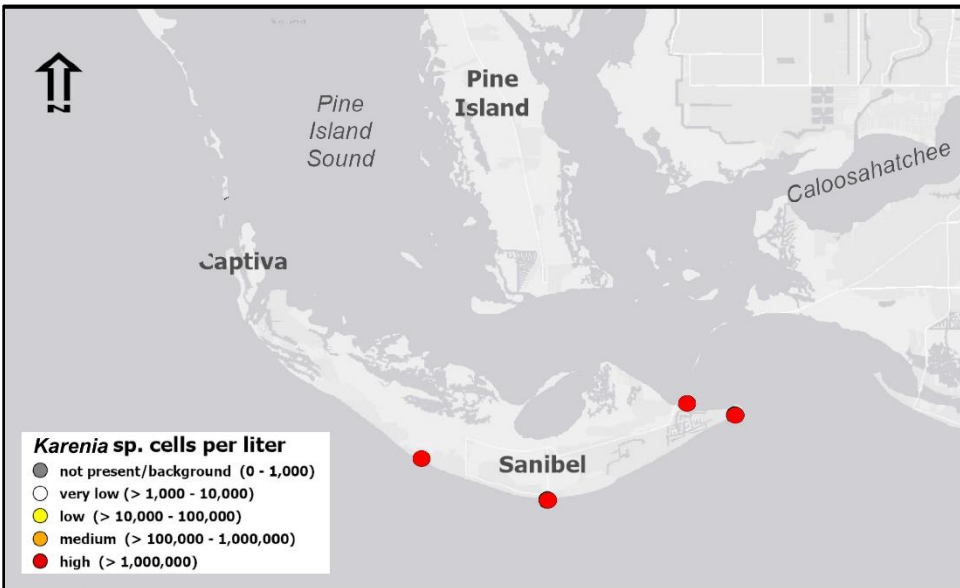 N
Pine
Island
Sound
Pine
Island
Caloosahatchee
Captiva
Sanibel
Karenia sp. cells per liter
not present/background (0 - 1,000)
very low (> 1,000 - 10,000)
low (> 10,000 - 100,000)
medium (> 100,000 - 1,000,000)
high (> 1,000,000)